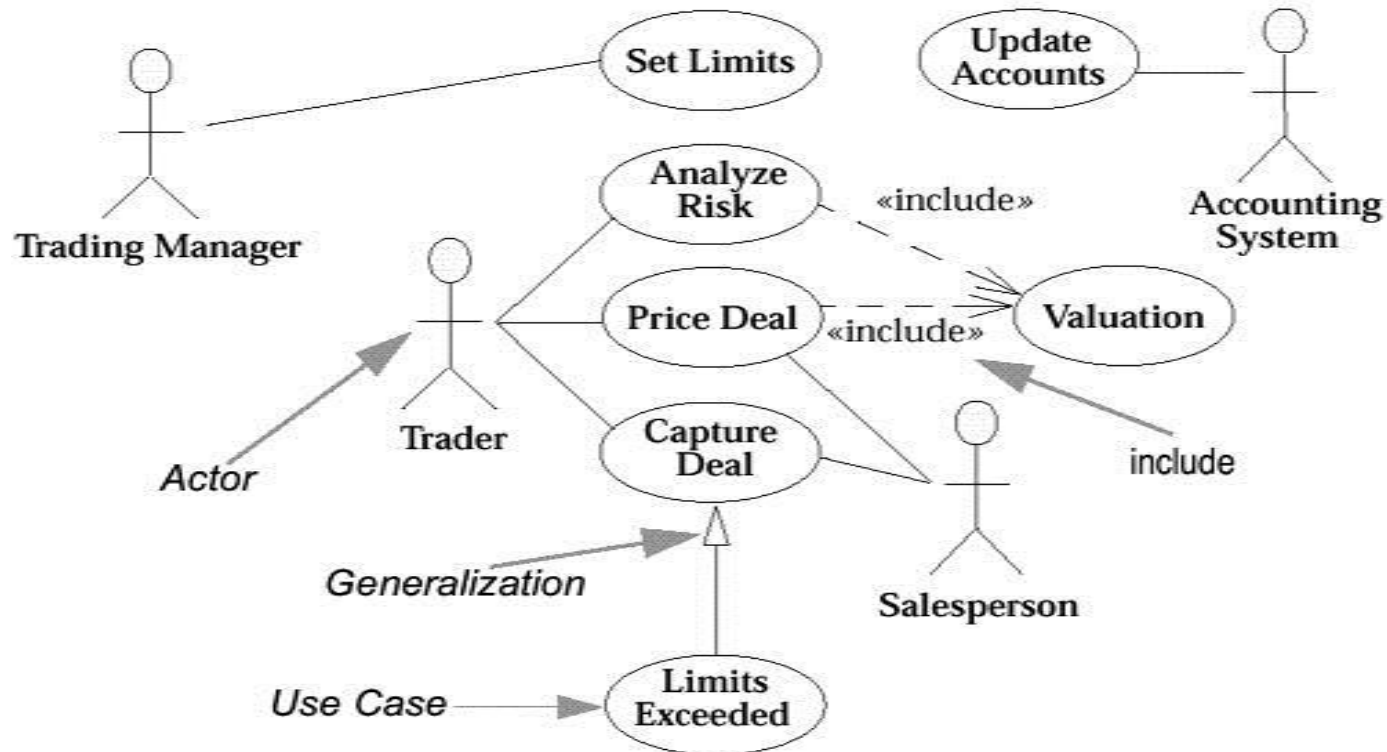 Set Limits
Update
Accounts
Trading Manager
Analyze
Risk
«include»
Accounting
System
Price Deal
«include»
Valuation
Trader
Capture
Deal
include
Actor
Generalization
Salesperson
Use Case
Limits
Exceeded